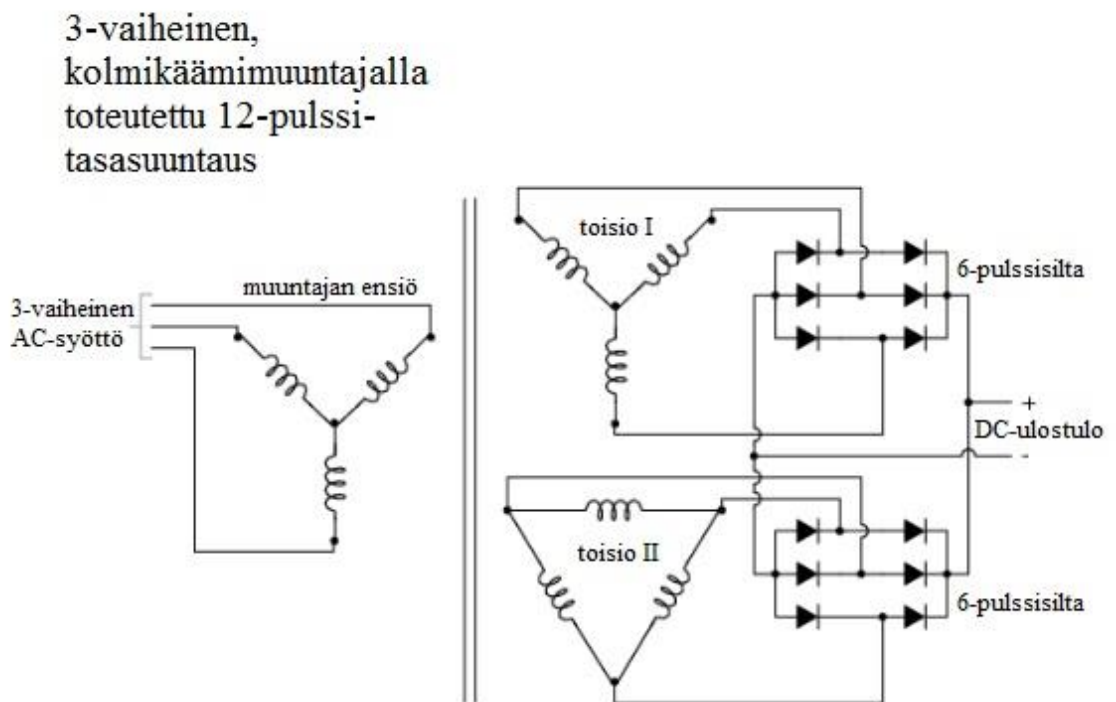 3-vaiheinen,
kolmikäämimuuntajalla
toteutettu 12-pulssi-
tasasuuntaus
toisio I
6-pulssisilta
muuntajan ensiö
3-vaiheinen
AC-syöttö
+
DC-ulostulo
-
toisio II
6-pulssisilta